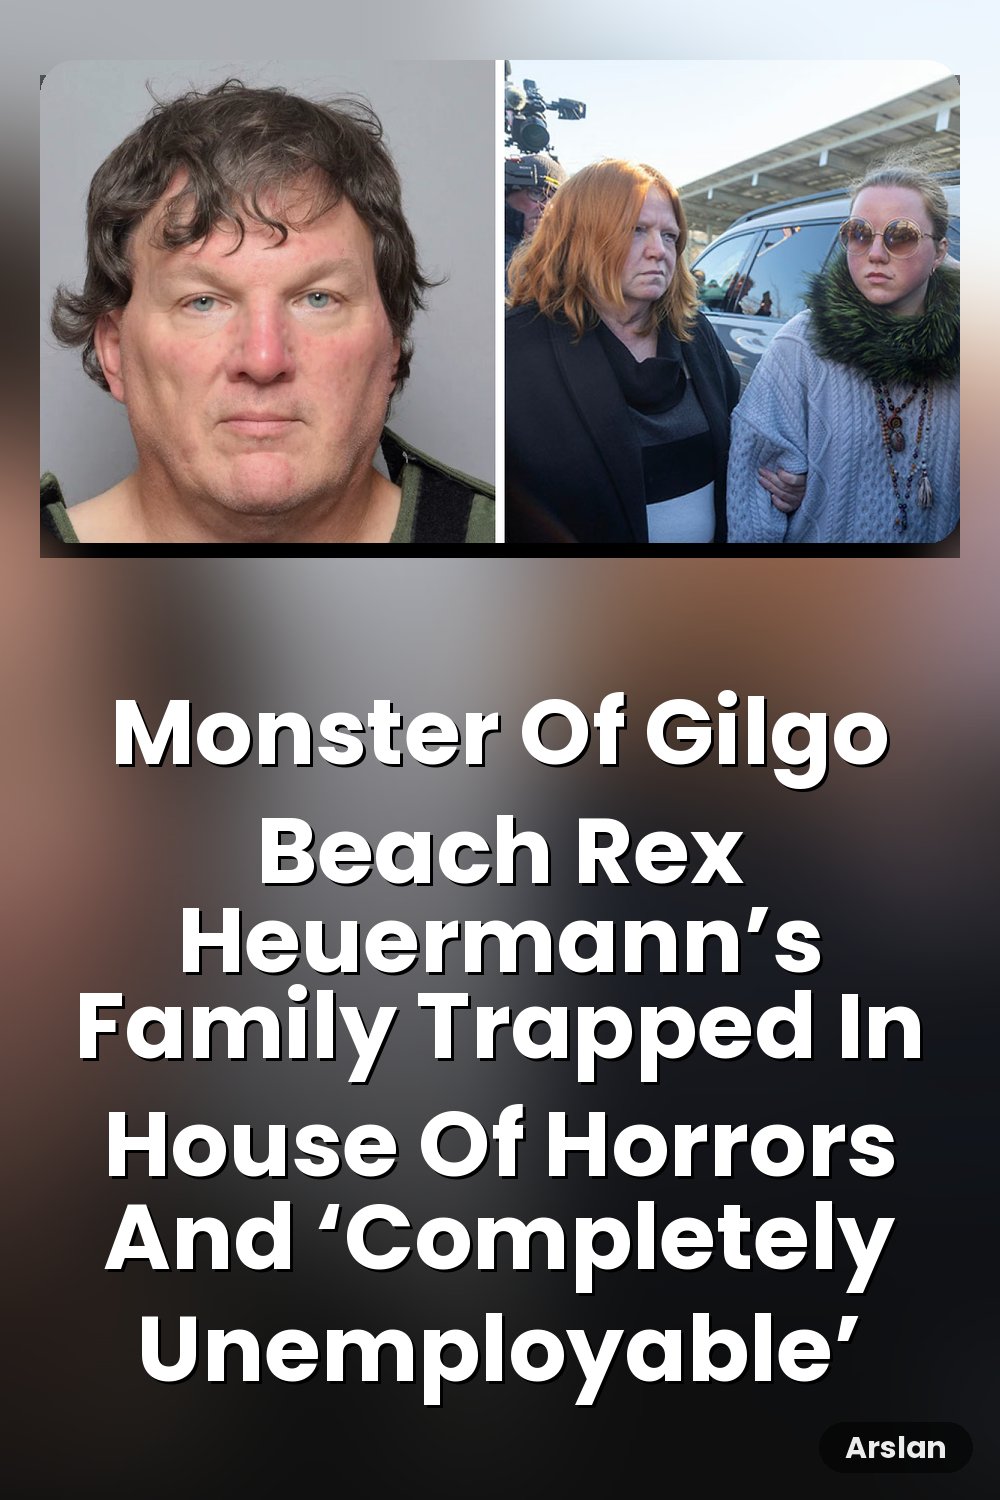 Monster Of Gilgo
Beach Rex
Heuermann’s
Family Trapped In
House Of Horrors
And ‘Completely
Unemployable’
Arslan